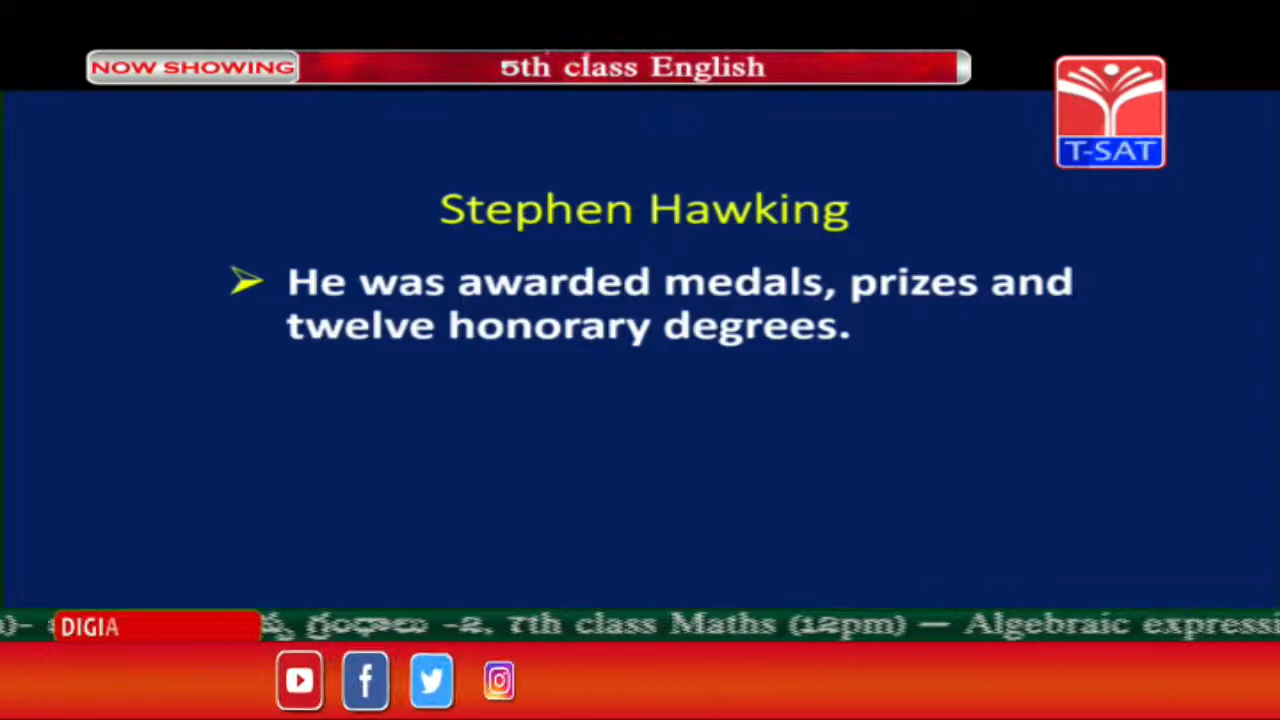 NOW SHOWING
5th class English
T-SAT
Stephen Hawking
➢ He was awarded medals, prizes and
twelve honorary degrees.
DIGIA
7th class Maths (12pm) – Algebraic expressi